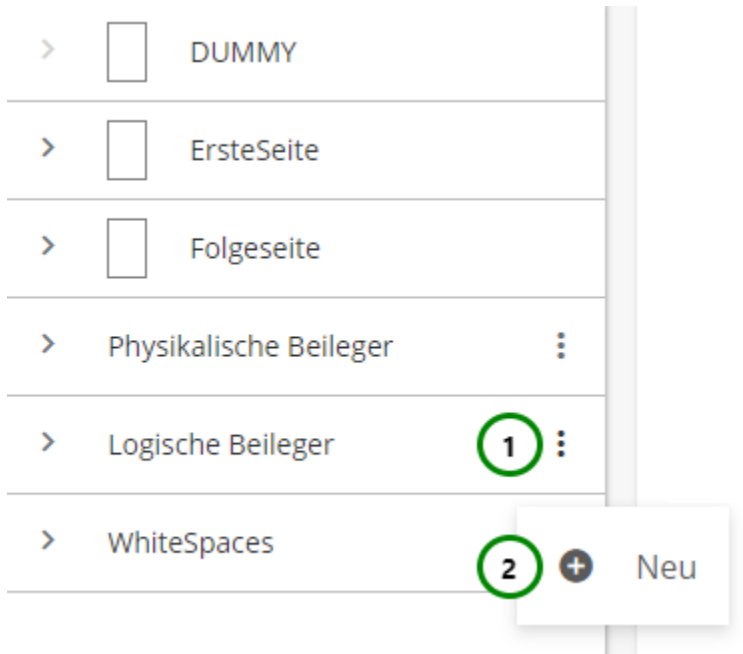 DUMMY
ErsteSeite
Folgeseite
Physikalische Beileger
Logische Beileger 1
WhiteSpaces
2 Neu